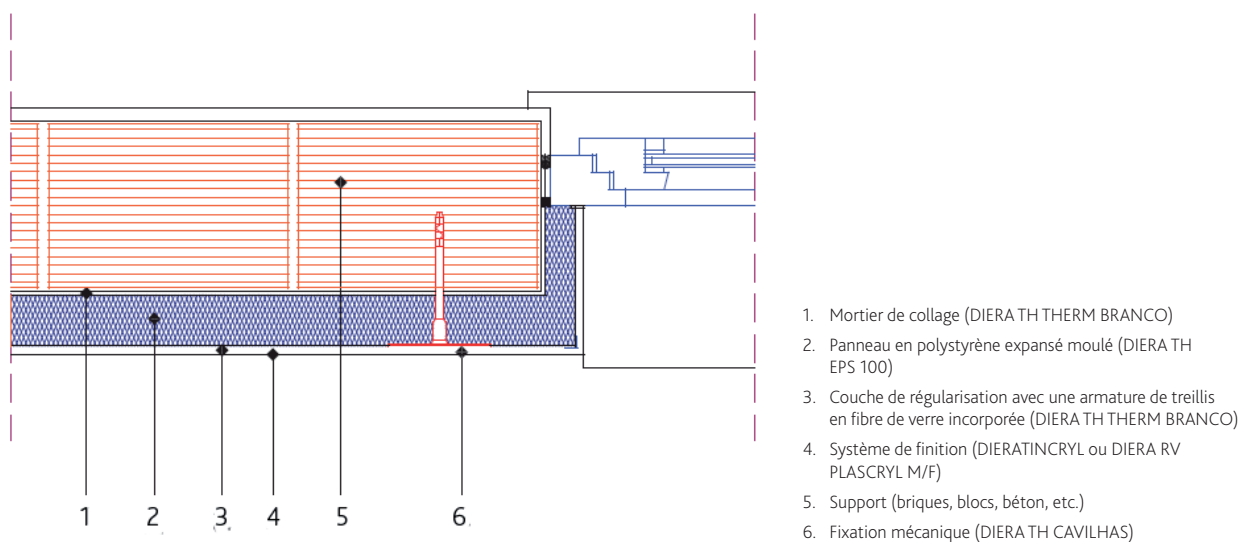 1 2 3 4 5 6
1. Mortier de collage (DIERA TH THERM BRANCO)
2. Panneau en polystyrène expansé moulé (DIERA TH
EPS 100)
3. Couche de régularisation avec une armature de treillis
en fibre de verre incorporée (DIERA TH THERM BRANCO)
4. Système de finition (DIERATINCRYL ou DIERA RV
PLASCRYL M/F)
5. Support (briques, blocs, béton, etc.)
6. Fixation mécanique (DIERA TH CAVILHAS)